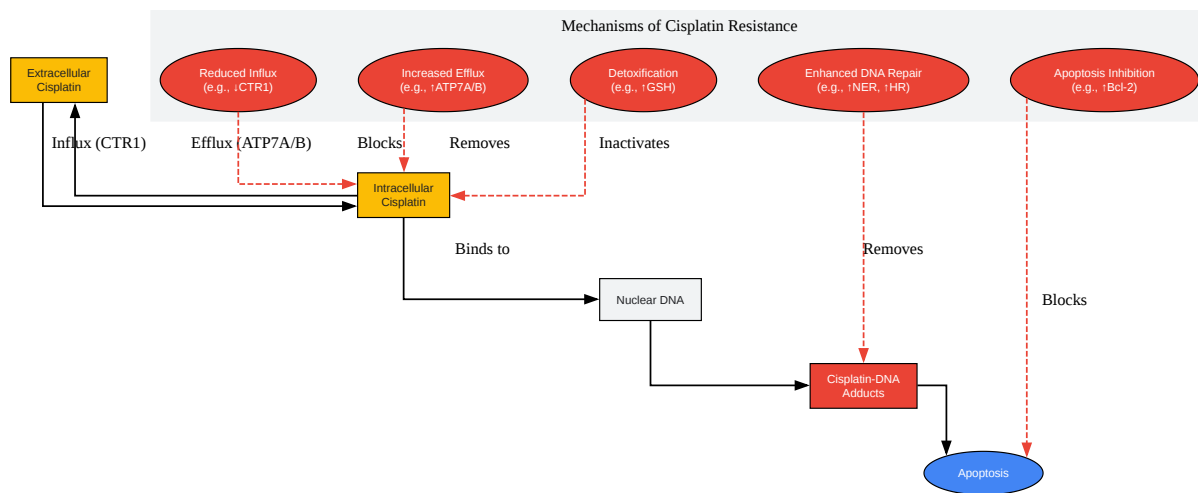 Mechanisms of Cisplatin Resistance
Extracellular
Cisplatin
Reduced Influx
(e.g., ↓CTR1)
Increased Efflux
(e.g., ↑ATP7A/B)
Detoxification
(e.g., ↑GSH)
Enhanced DNA Repair
(e.g., ↑NER, ↑HR)
Apoptosis Inhibition
(e.g., ↑Bcl-2)
Influx (CTR1)
Efflux (ATP7A/B)
Blocks
Removes
Inactivates
Intracellular
Cisplatin
Binds to
Removes
Nuclear DNA
Blocks
Cisplatin-DNA
Adducts
Apoptosis